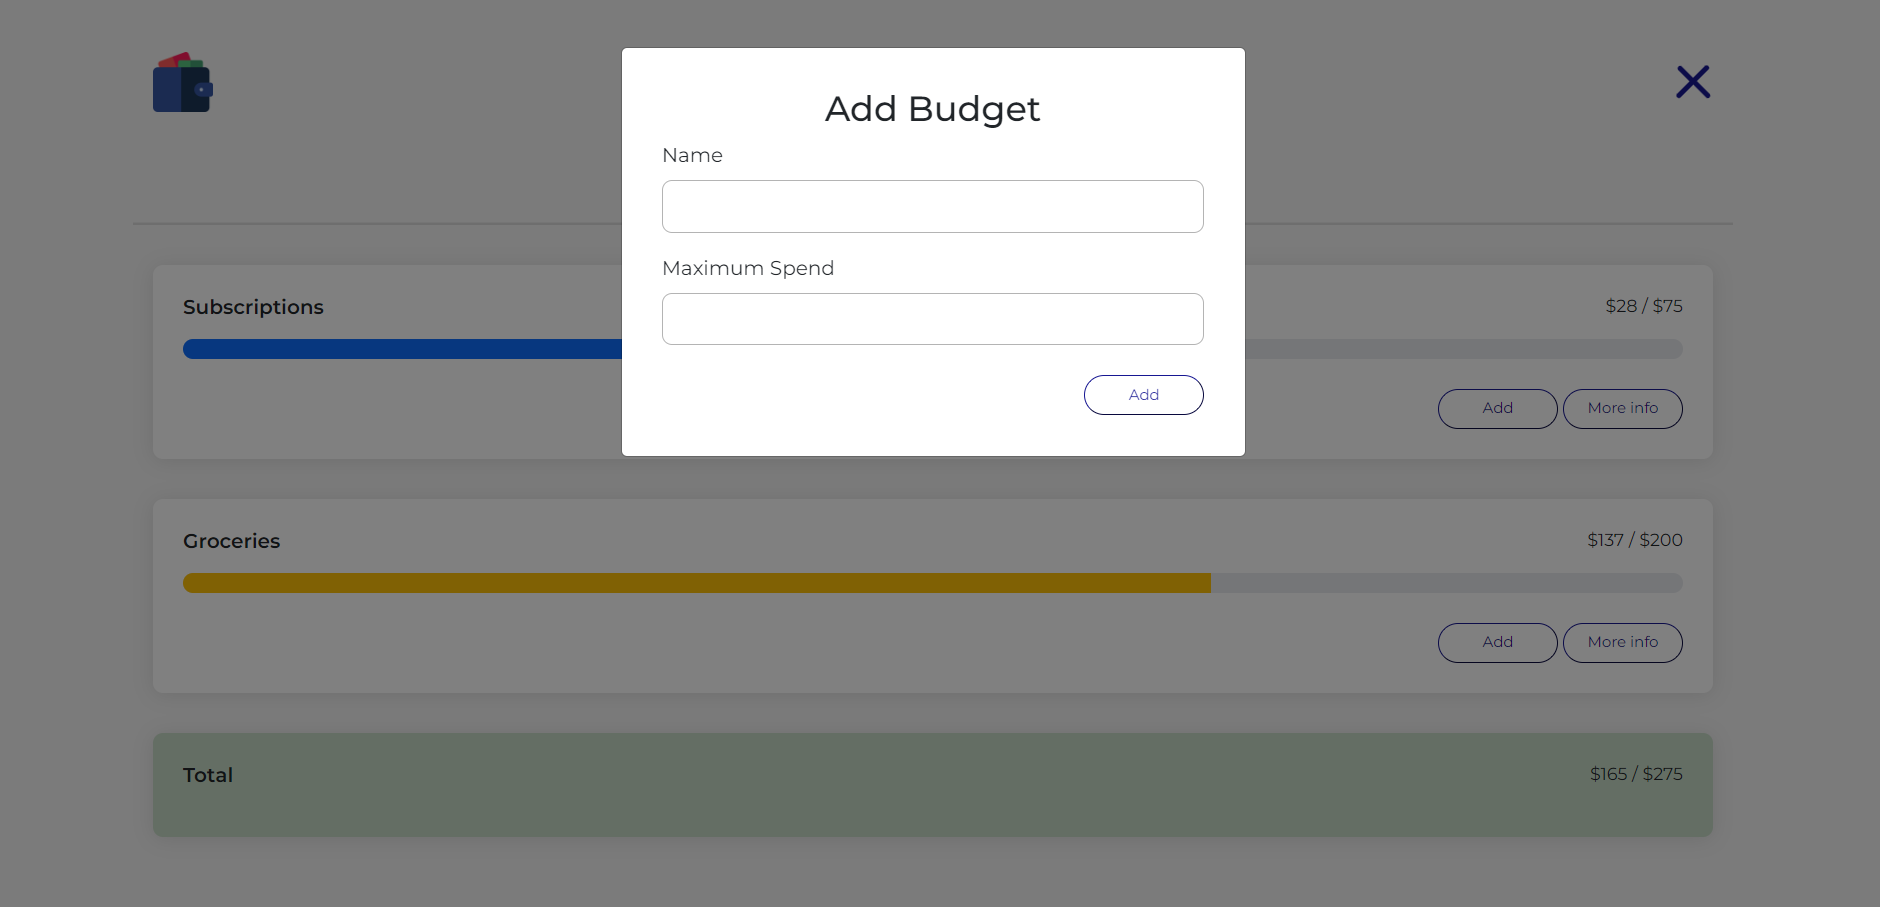 Add Budget
Name
Maximum Spend
Add
Subscriptions
$28 / $75
Add
More info
Groceries
$137 / $200
Add
More info
Total
$165 / $275